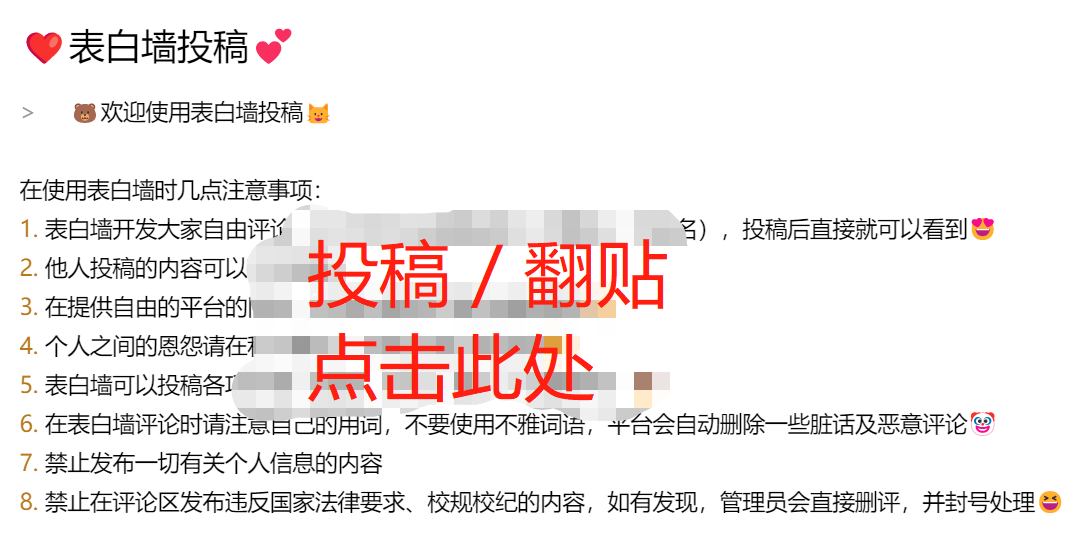 ❤️表白墙投稿💕
> 🐻欢迎使用表白墙投稿🐱
在使用表白墙时几点注意事项：
1. 表白墙开发大家自由评论 名），投稿后直接就可以看到😍
2. 他人投稿的内容可以
投稿 / 翻贴
3. 在提供自由的平台的
4. 个人之间的恩怨请在
点击此处
5. 表白墙可以投稿各
6. 在表白墙评论时请注意自己的用词，不要使用不雅词语，平台会自动删除一些脏话及恶意评论🤡
7. 禁止发布一切有关个人信息的内容
8. 禁止在评论区发布违反国家法律要求、校规校纪的内容，如有发现，管理员会直接删评，并封号处理😆